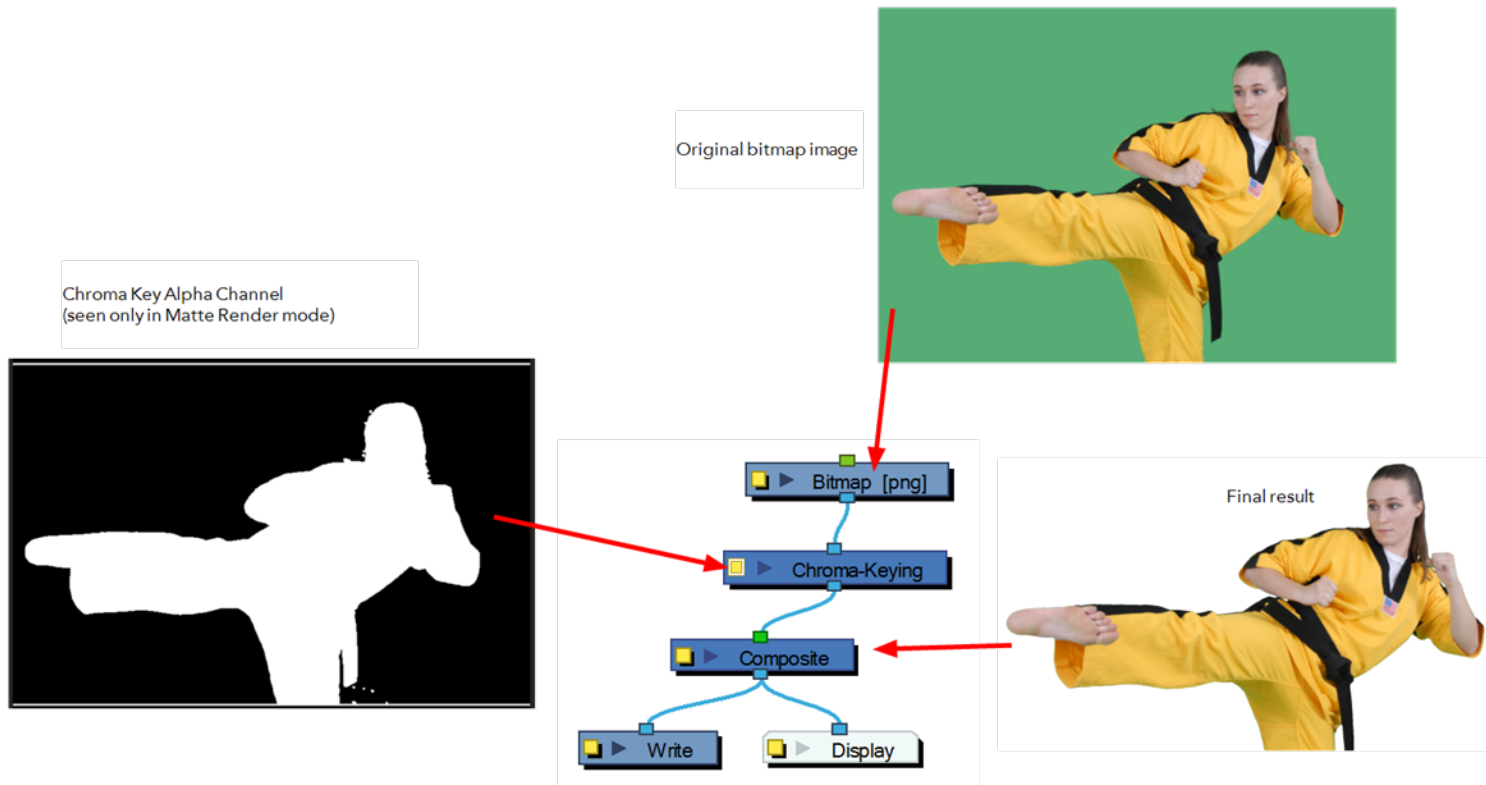 Original bitmap image
Chroma Key Alpha Channel
(seen only in Matte Render mode)
Bitmap [png]
Final result
Chroma-Keying
Composite
Write
Display